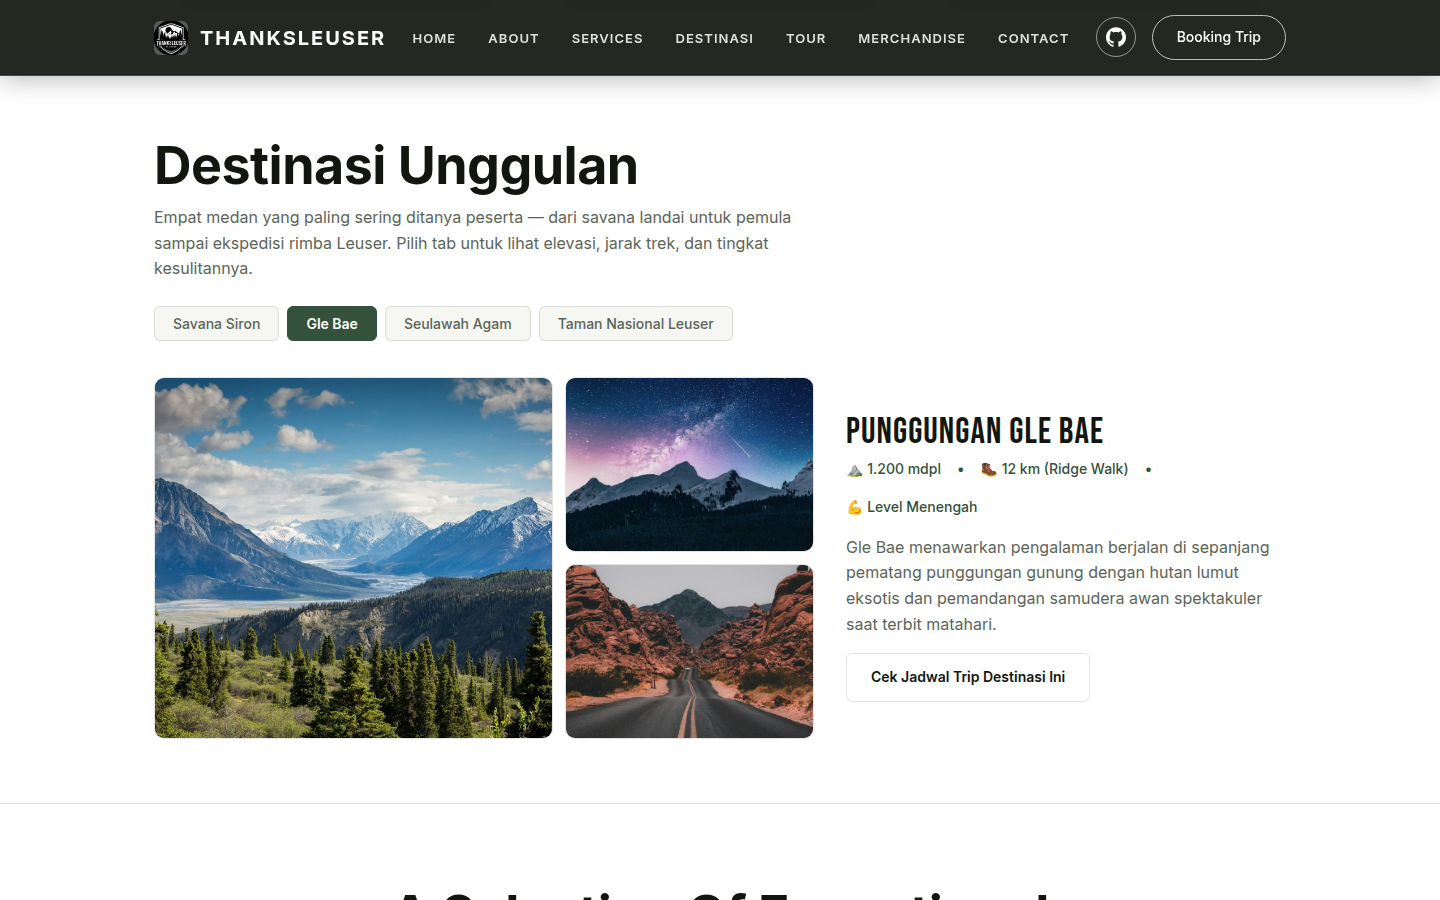 THANKSLEUSER HOME ABOUT SERVICES DESTINASI TOUR MERCHANDISE CONTACT Booking Trip
Destinasi Unggulan
Empat medan yang paling sering ditanya peserta — dari savana landai untuk pemula
sampai ekspedisi rimba Leuser. Pilih tab untuk lihat elevasi, jarak trek, dan tingkat
kesulitannya.
Savana Siron Gle Bae Seulawah Agam Taman Nasional Leuser
PUNGGUNGAN GLE BAE
⛰️ 1.200 mdpl • 🥾 12 km (Ridge Walk) •
💪 Level Menengah
Gle Bae menawarkan pengalaman berjalan di sepanjang
pematang punggungan gunung dengan hutan lumut
eksotis dan pemandangan samudera awan spektakuler
saat terbit matahari.
Cek Jadwal Trip Destinasi Ini